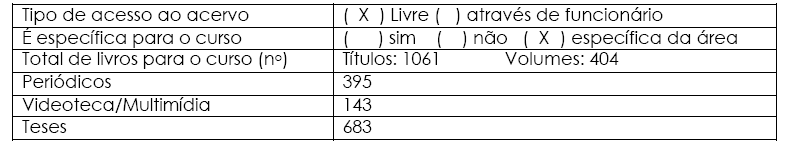 Tipo de acesso ao acervo ( X ) Livre ( ) através de funcionário
É específica para o curso ( ) sim ( ) não ( X ) específica da área
Total de livros para o curso (no) Títulos: 1061 Volumes: 404
Periódicos 395
Videoteca/Multimídia 143
Teses 683